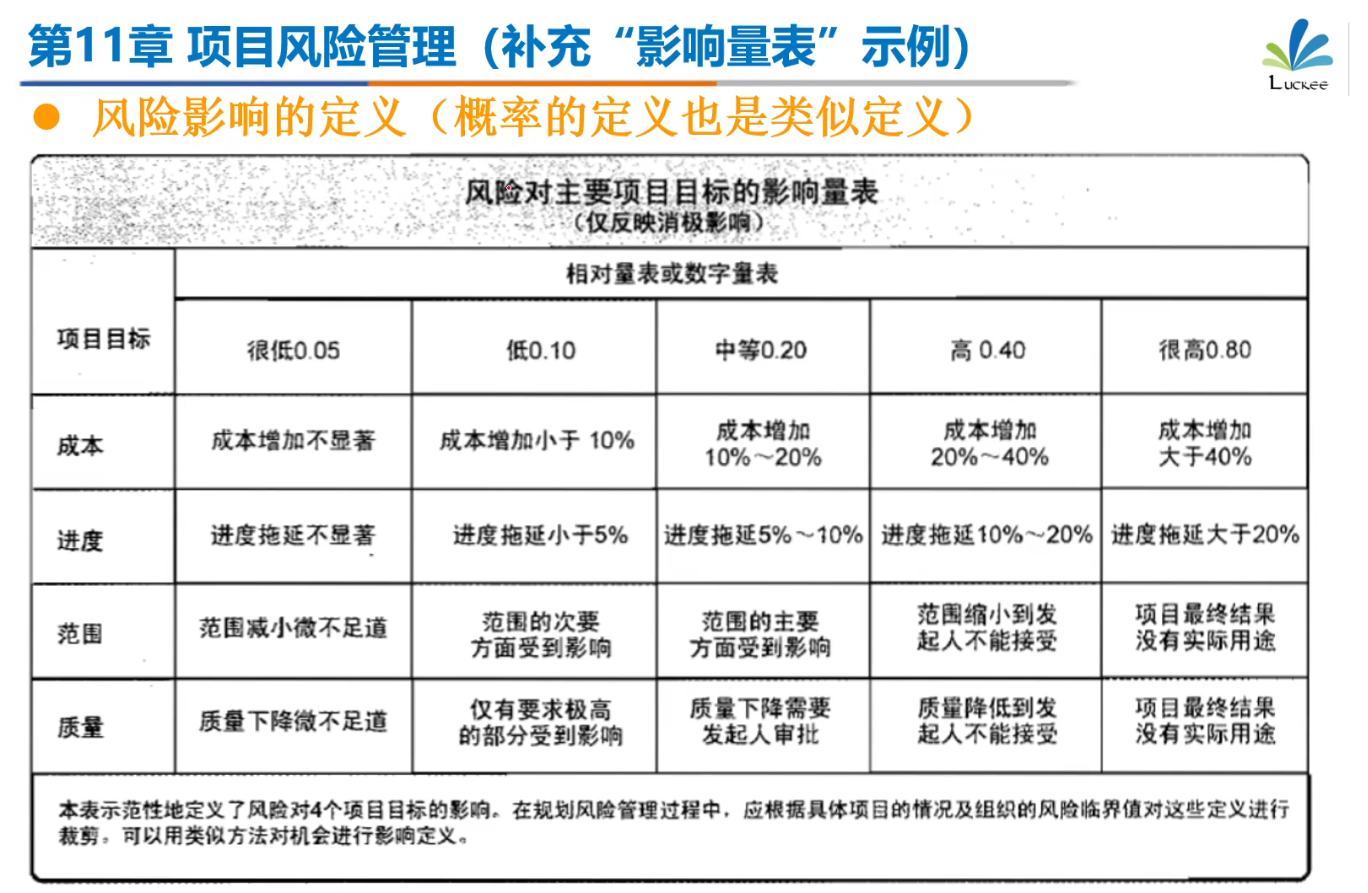 第11章 项目风险管理（补充“影响量表”示例）
Luckee
● 风险影响的定义（概率的定义也是类似定义）
风险对主要项目目标的影响量表
（仅反映消极影响）
项目目标
相对量表或数字量表
很低0.05
低0.10
中等0.20
高 0.40
很高0.80
成本
成本增加不显著
成本增加小于 10%
成本增加
10%～20%
成本增加
20%～40%
成本增加
大于40%
进度
进度拖延不显著
进度拖延小于5%
进度拖延5%～10%
进度拖延10%～20%
进度拖延大于20%
范围
范围减小微不足道
范围的次要
方面受到影响
范围的主要
方面受到影响
范围缩小到发
起人不能接受
项目最终结果
没有实际用途
质量
质量下降微不足道
仅有要求极高
的部分受到影响
质量下降需要
发起人审批
质量降低到发
起人不能接受
项目最终结果
没有实际用途
本表示范性地定义了风险对4个项目目标的影响。在规划风险管理过程中，应根据具体项目的情况及组织的风险临界值对这些定义进行
裁剪。可以用类似方法对机会进行影响定义。